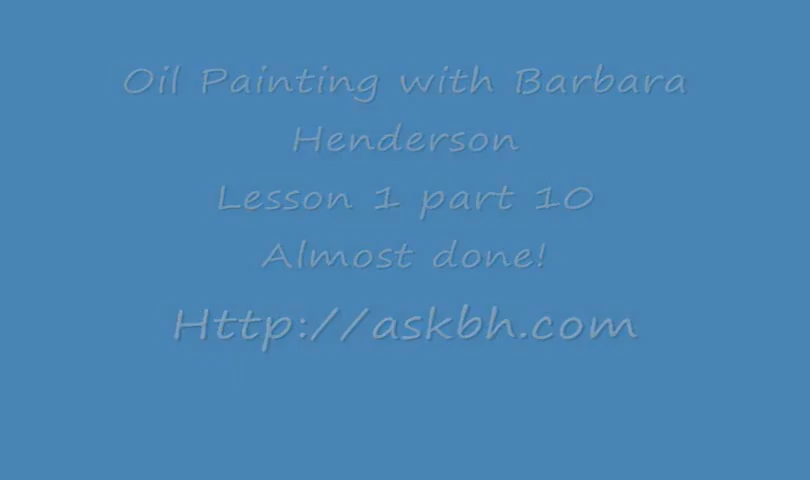 Oil Painting with Barbara
Henderson
Lesson 1 part 10
Almost done!
Http://askbh.com